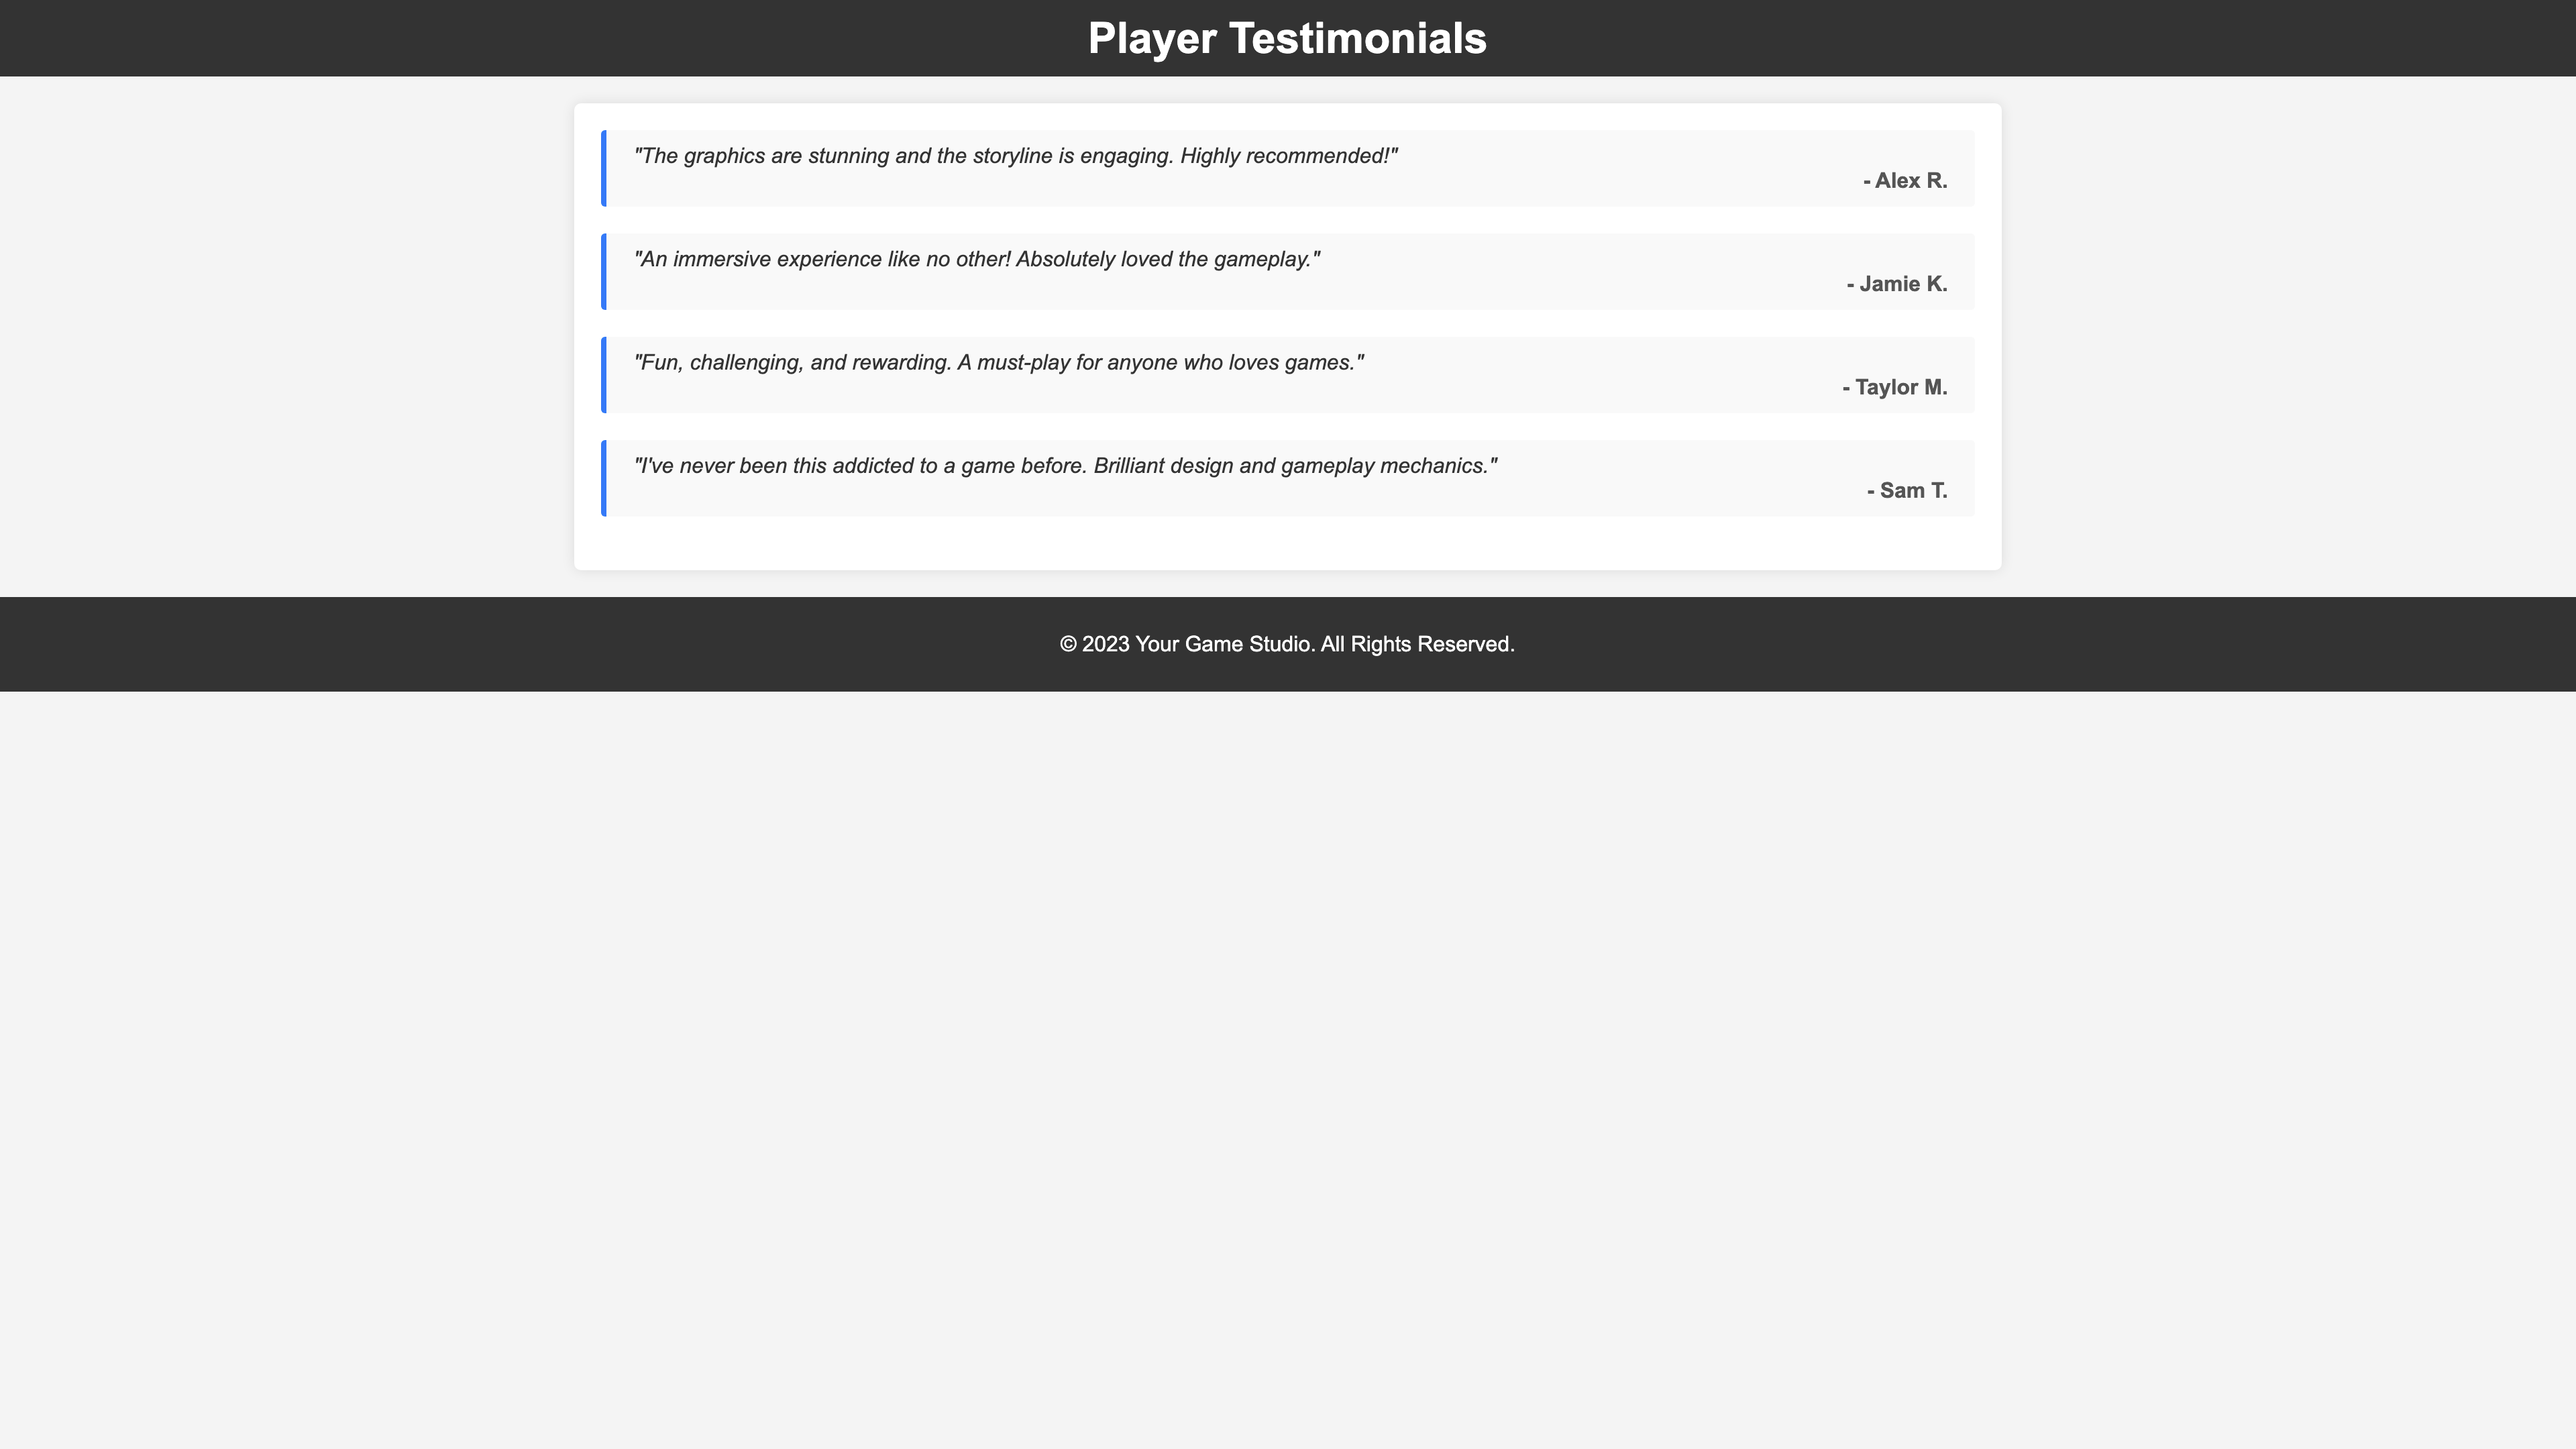 Player Testimonials
"The graphics are stunning and the storyline is engaging. Highly recommended!"
- Alex R.
"An immersive experience like no other! Absolutely loved the gameplay."
- Jamie K.
"Fun, challenging, and rewarding. A must-play for anyone who loves games."
- Taylor M.
"I've never been this addicted to a game before. Brilliant design and gameplay mechanics."
- Sam T.
© 2023 Your Game Studio. All Rights Reserved.